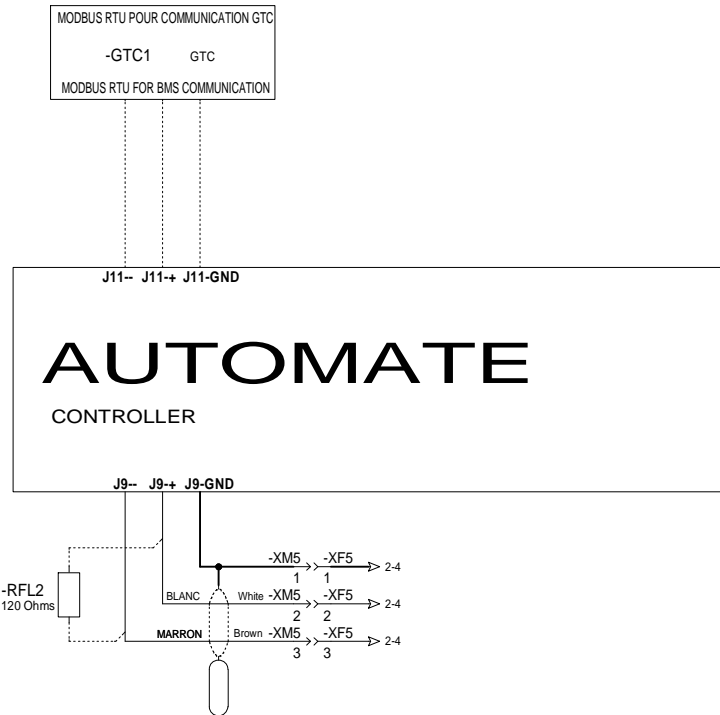 MODBUS RTU POUR COMMUNICATION GTC
-GTC1 GTC
MODBUS RTU FOR BMS COMMUNICATION
J11-- J11-+ J11-GND
AUTOMATE
CONTROLLER
J9-- J9-+ J9-GND
-XM5 -XF5
1 1 2-4
-RFL2
120 Ohms
BLANC White -XM5 -XF5
2 2 2-4
MARRON Brown -XM5 -XF5
3 3 2-4